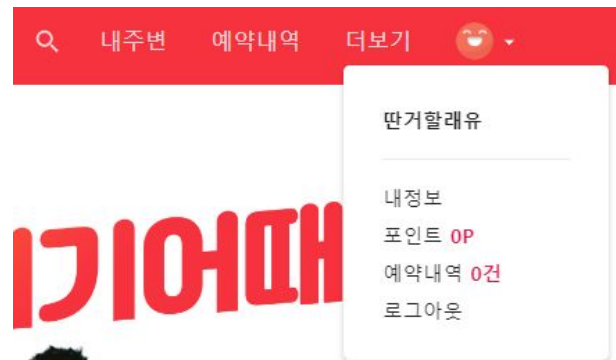 내주변 예약내역 더보기
딴거할래유
내정보
포인트 0P
예약내역 0건
로그아웃
기어때